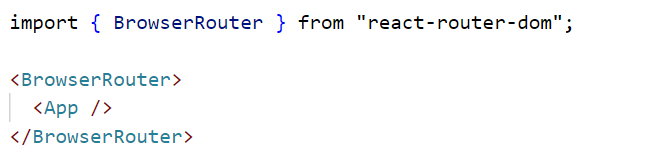 import { BrowserRouter } from "react-router-dom";
<BrowserRouter>
<App />
</BrowserRouter>